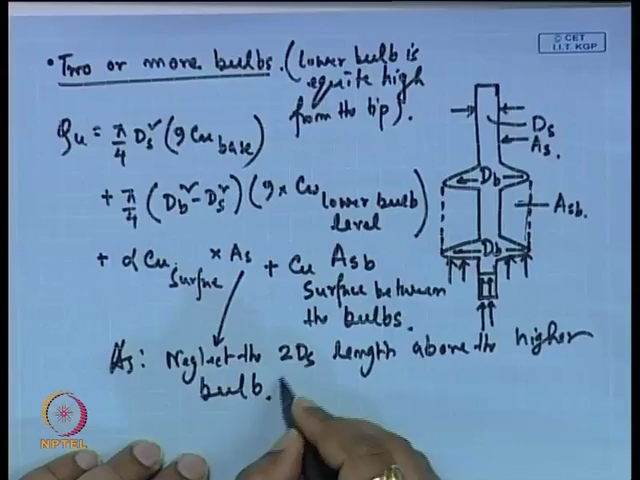 © CET
I.I.T. KGP
• Two or more bulbs. (lower bulb is
equite high
from the tip).
Qu = π/4 Ds² (9 Cu base)
+ π/4 (Db² - Ds²) (9 × Cu lower bulb
level)
+ α Cu surface × As + Cu Asb
Surface between
the bulbs.
As: Neglect the 2Ds length above the higher
bulb.
Ds
As.
Db
Asb.
Db
NPTEL